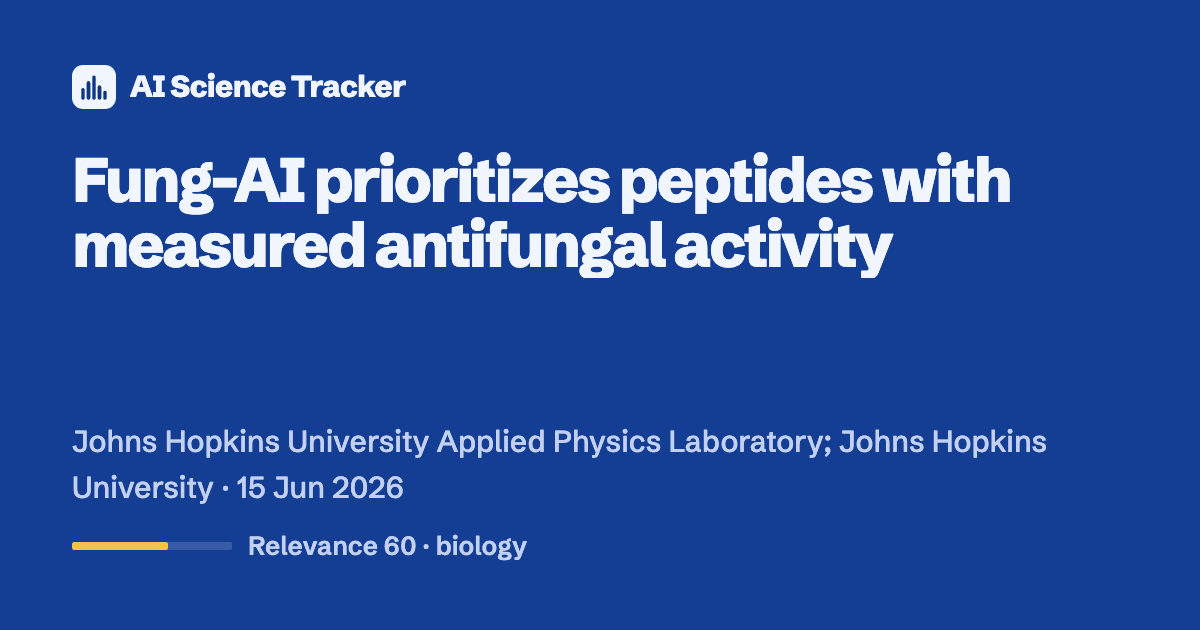 AI Science Tracker
Fung-AI prioritizes peptides with
measured antifungal activity
Johns Hopkins University Applied Physics Laboratory; Johns Hopkins
University · 15 Jun 2026
Relevance 60 · biology